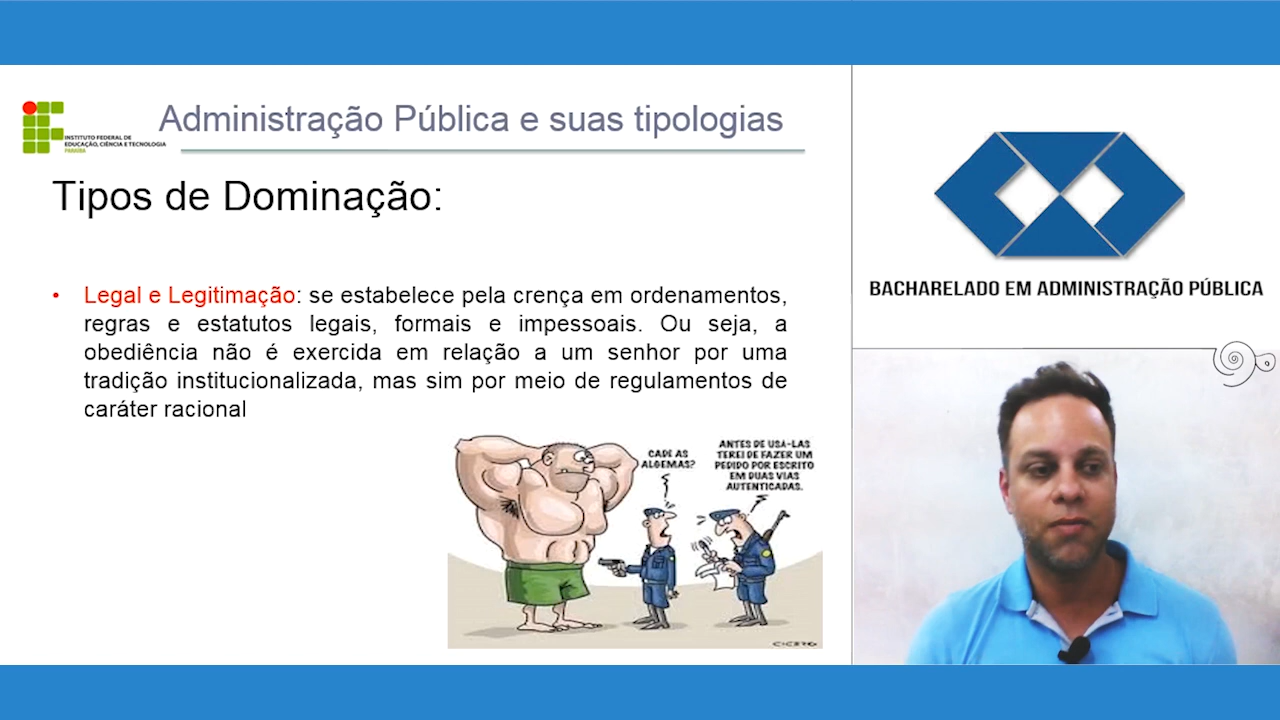 INSTITUTO FEDERAL DE
EDUCAÇÃO, CIÊNCIA E TECNOLOGIA
PARAÍBA
Administração Pública e suas tipologias
Tipos de Dominação:
• Legal e Legitimação: se estabelece pela crença em ordenamentos,
regras e estatutos legais, formais e impessoais. Ou seja, a
obediência não é exercida em relação a um senhor por uma
tradição institucionalizada, mas sim por meio de regulamentos de
caráter racional
CADÊ AS
ALGEMAS?
ANTES DE USÁ-LAS
TEREI DE FAZER UM
PEDIDO POR ESCRITO
EM DUAS VIAS
AUTENTICADAS.
CICERO
BACHARELADO EM ADMINISTRAÇÃO PÚBLICA